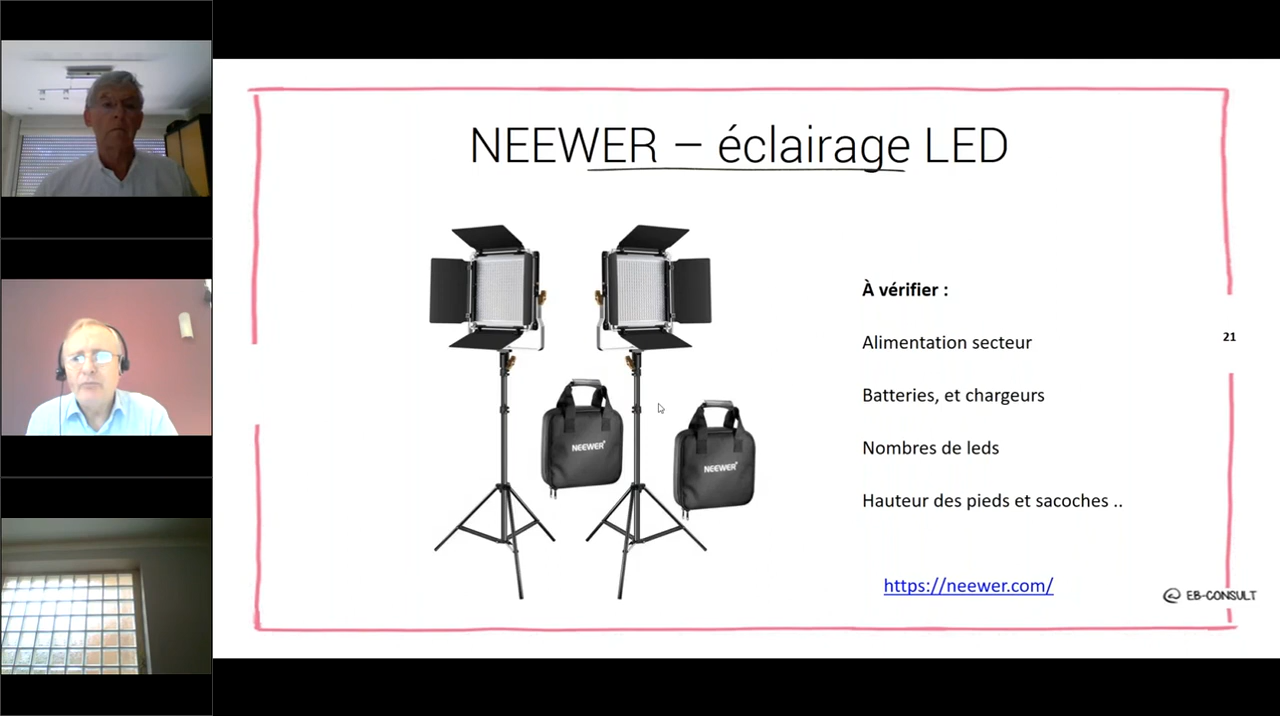 NEEWER – éclairage LED
À vérifier :
Alimentation secteur
21
Batteries, et chargeurs
NEEWER
Nombres de leds
NEEWER
Hauteur des pieds et sacoches ..
https://neewer.com/
@ EB-CONSULT